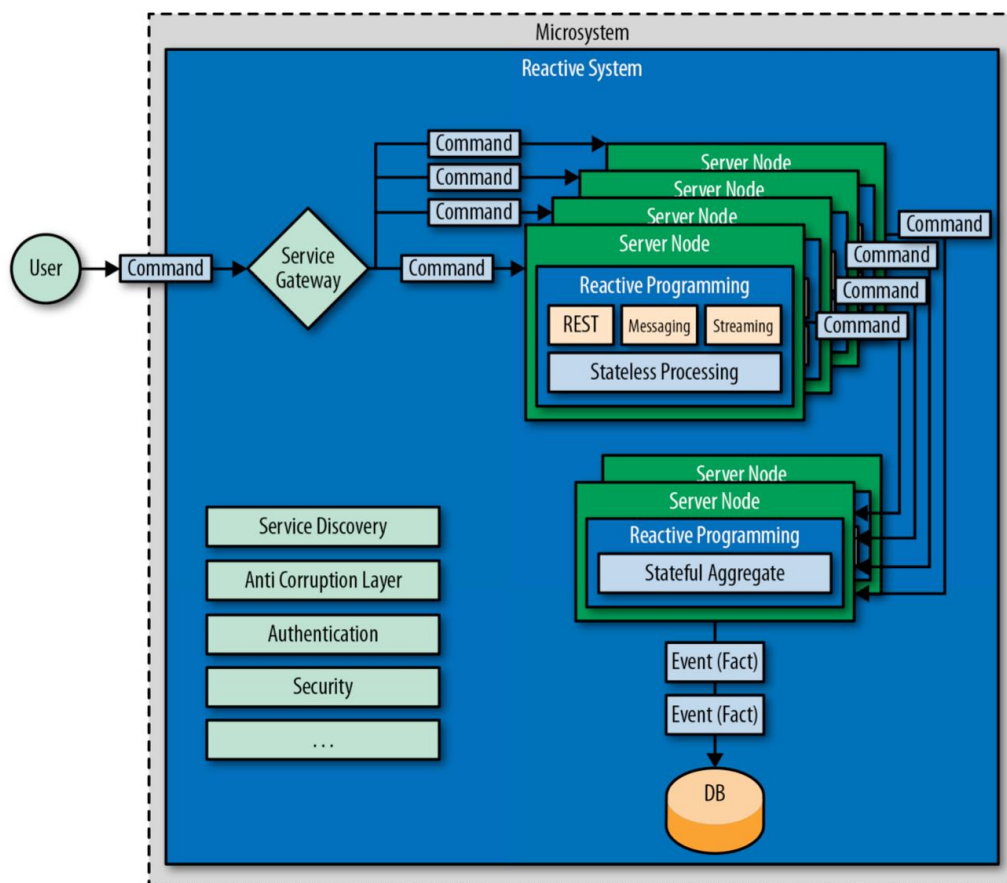 Microsystem
Reactive System
Command
Server Node
Command
Server Node
Command
Server Node
Command
Server Node
Command
User
Command
Service
Gateway
Command
Command
Command
Command
Reactive Programming
REST
Messaging
Streaming
Stateless Processing
Server Node
Server Node
Reactive Programming
Stateful Aggregate
Service Discovery
Anti Corruption Layer
Authentication
Security
...
Event (Fact)
Event (Fact)
DB